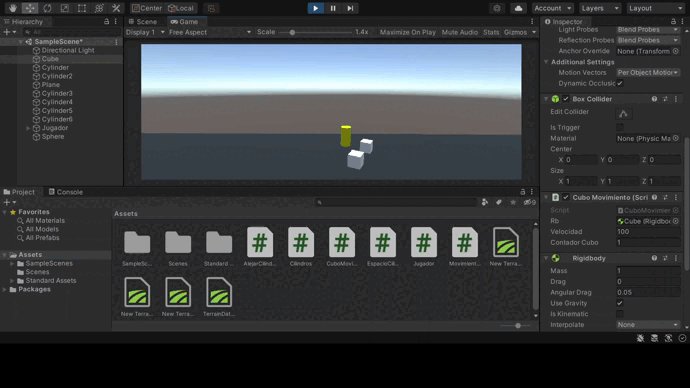 Center Local Account Layers Layout
Hierarchy Scene Game Inspector
All Display 1 Free Aspect Scale 1.4x Maximize On Play Mute Audio Stats Gizmos
SampleScene*
Directional Light
Cube
Cylinder
Cylinder2
Plane
Cylinder3
Cylinder4
Cylinder5
Cylinder6
Jugador
Sphere
Light Probes Blend Probes
Reflection Probes Blend Probes
Anchor Override None (Transform
Additional Settings
Motion Vectors Per Object Motion
Dynamic Occlusi
Box Collider
Edit Collider
Is Trigger
Material None (Physic Ma
Center
X 0 Y 0 Z 0
Size
X 1 Y 1 Z 1
Cubo Movimiento (Scri
Script CuboMovimien
Rb Cube (Rigidbod
Velocidad 100
Contador Cubo 1
Rigidbody
Mass 1
Drag 0
Angular Drag 0.05
Use Gravity
Is Kinematic
Interpolate None
Project Console
Favorites
All Materials
All Models
All Prefabs
Assets
SampleScenes
Scenes
Standard Assets
Packages
Assets
SampleSc... Scenes Standard ... AlejarCilind... Cilindros CuboMovi... EspacioCili... Jugador Movimient... New Terra...
New Terra... New Terra... TerrainDat...